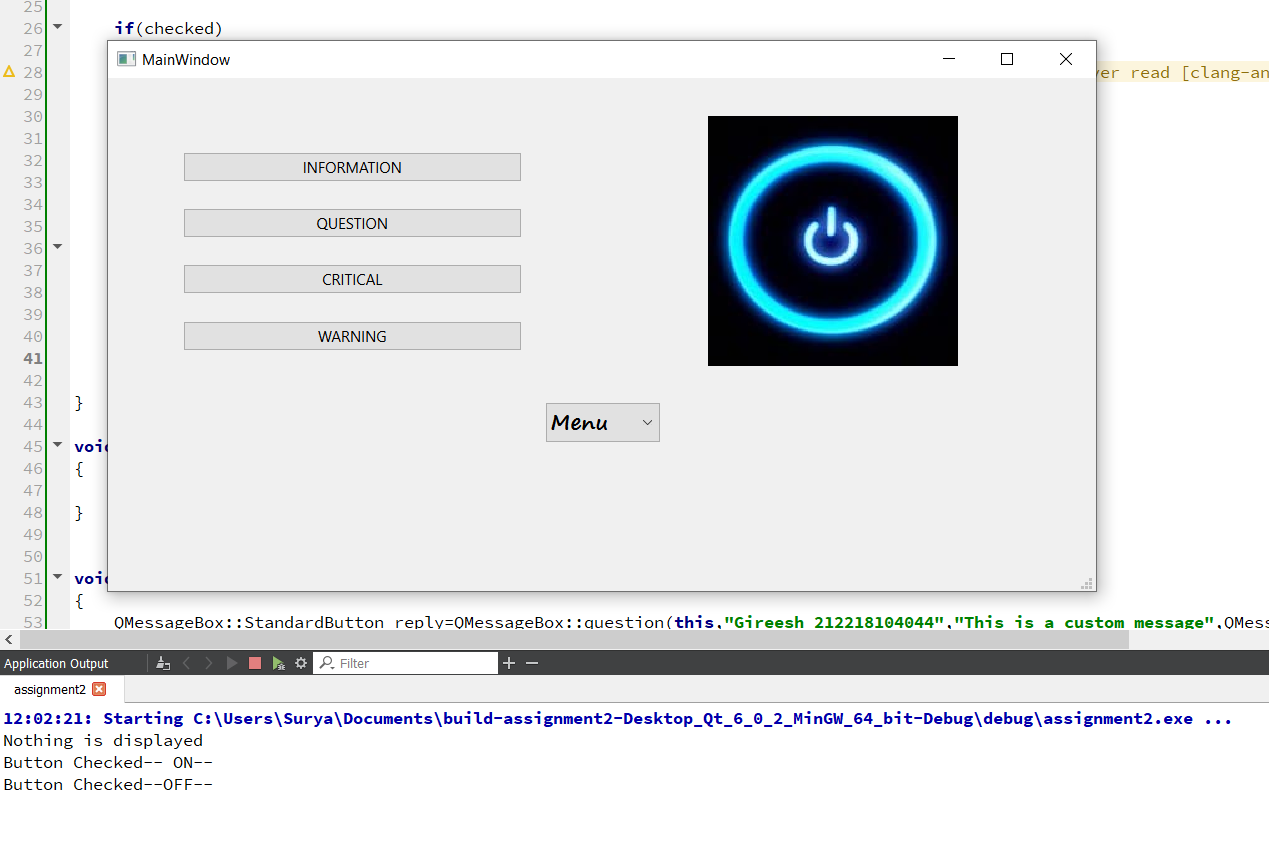 25
26 if(checked)
27
MainWindow
28 ver read [clang-an
29
30
31
32
33
34
35
36
37
38
39
40
41
42
43 }
44
45 voic
46 {
47
48 }
49
50
51 voic
52 {
53 QMessageBox::StandardButton reply=QMessageBox::question(this,"Gireesh 212218104044","This is a custom message",QMess
INFORMATION
QUESTION
CRITICAL
WARNING
Menu
Application Output
Filter
assignment2
12:02:21: Starting C:\Users\Surya\Documents\build-assignment2-Desktop_Qt_6_0_2_MinGW_64_bit-Debug\debug\assignment2.exe ...
Nothing is displayed
Button Checked-- ON--
Button Checked--OFF--